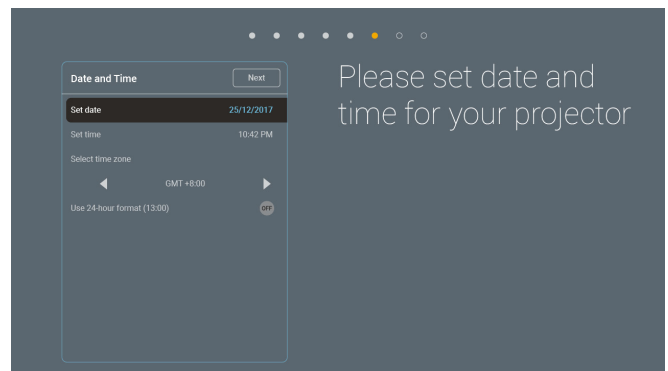 Date and Time
Next
Set date
25/12/2017
Set time
10:42 PM
Select time zone
GMT +8:00
Use 24-hour format (13:00)
OFF
Please set date and
time for your projector